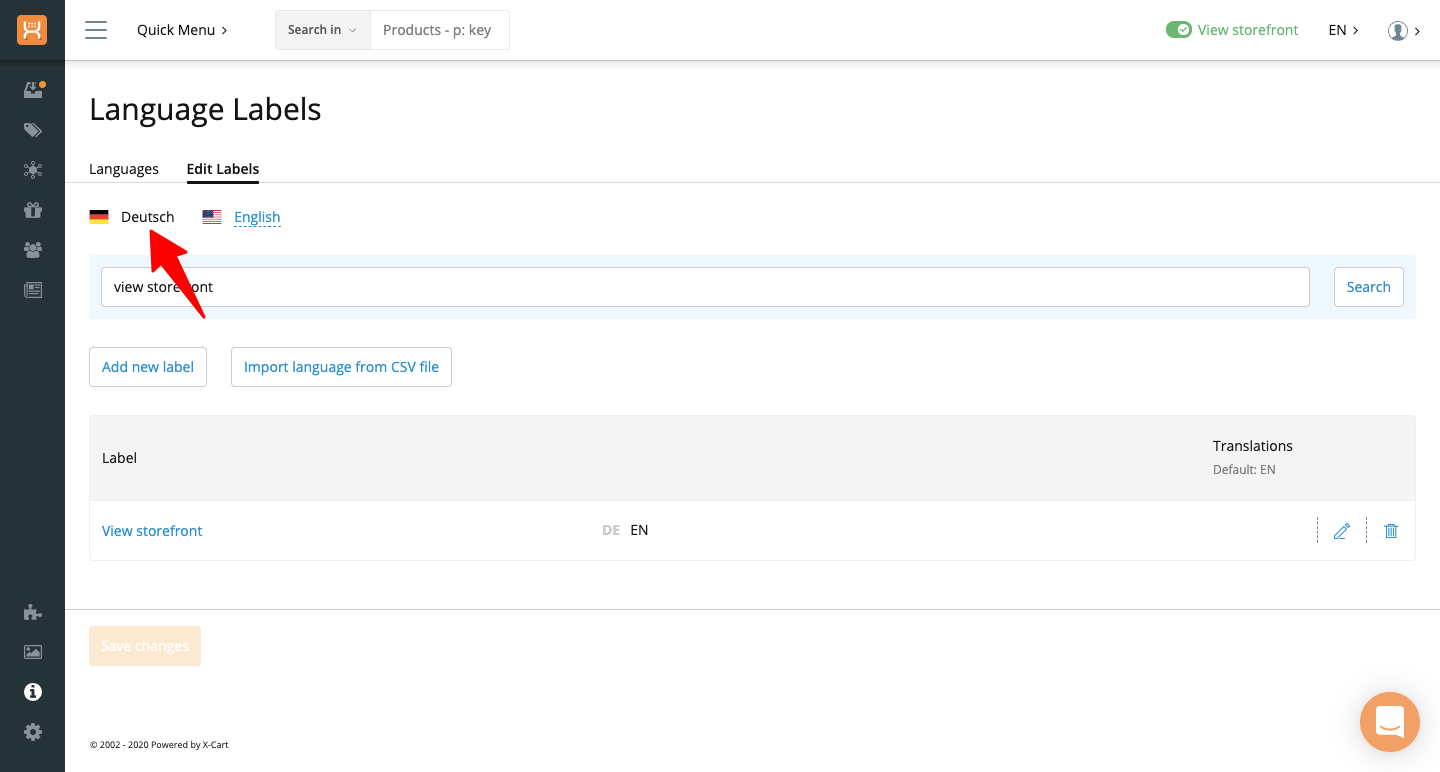 Quick Menu
Search in
Products - p: key
View storefront
EN
Language Labels
Languages
Edit Labels
Deutsch
English
view storefront
Search
Add new label
Import language from CSV file
Label
Translations
Default: EN
View storefront
DE EN
Save changes
© 2002 - 2020 Powered by X-Cart